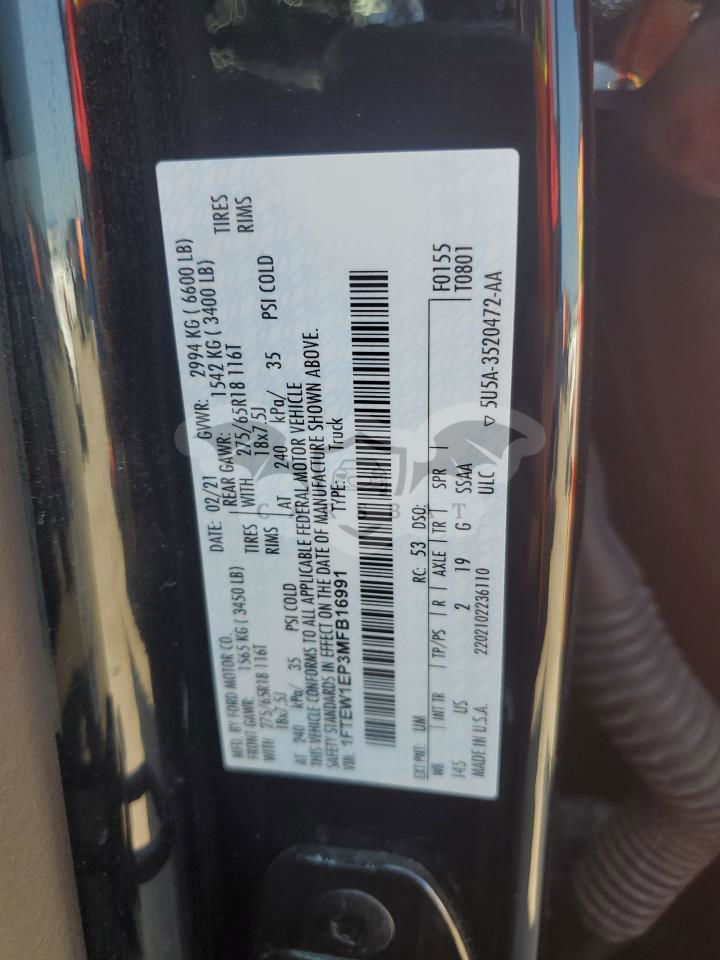 MFD. BY FORD MOTOR CO. DATE: 02/21 GVWR: 2994 KG ( 6600 LB)
FRONT GAWR: 1565 KG ( 3450 LB) REAR GAWR: 1542 KG ( 3400 LB)
WITH 275/65R18 116T TIRES WITH 275/65R18 116T TIRES
18x7.5J RIMS 18x7.5J RIMS
AT 240 kPa/ 35 PSI COLD AT 240 kPa/ 35 PSI COLD
THIS VEHICLE CONFORMS TO ALL APPLICABLE FEDERAL MOTOR VEHICLE
SAFETY STANDARDS IN EFFECT ON THE DATE OF MANUFACTURE SHOWN ABOVE.
VIN: 1FTEW1EP3MFB16991 TYPE: Truck
EXT PNT: UM RC: 53 DSO: F0155
WB INT TR TP/PS R AXLE TR SPR T0801
145 US 2 19 G SSAA
MADE IN U.S.A. 2202102236110 ULC
▽ 5U5A-3520472-AA